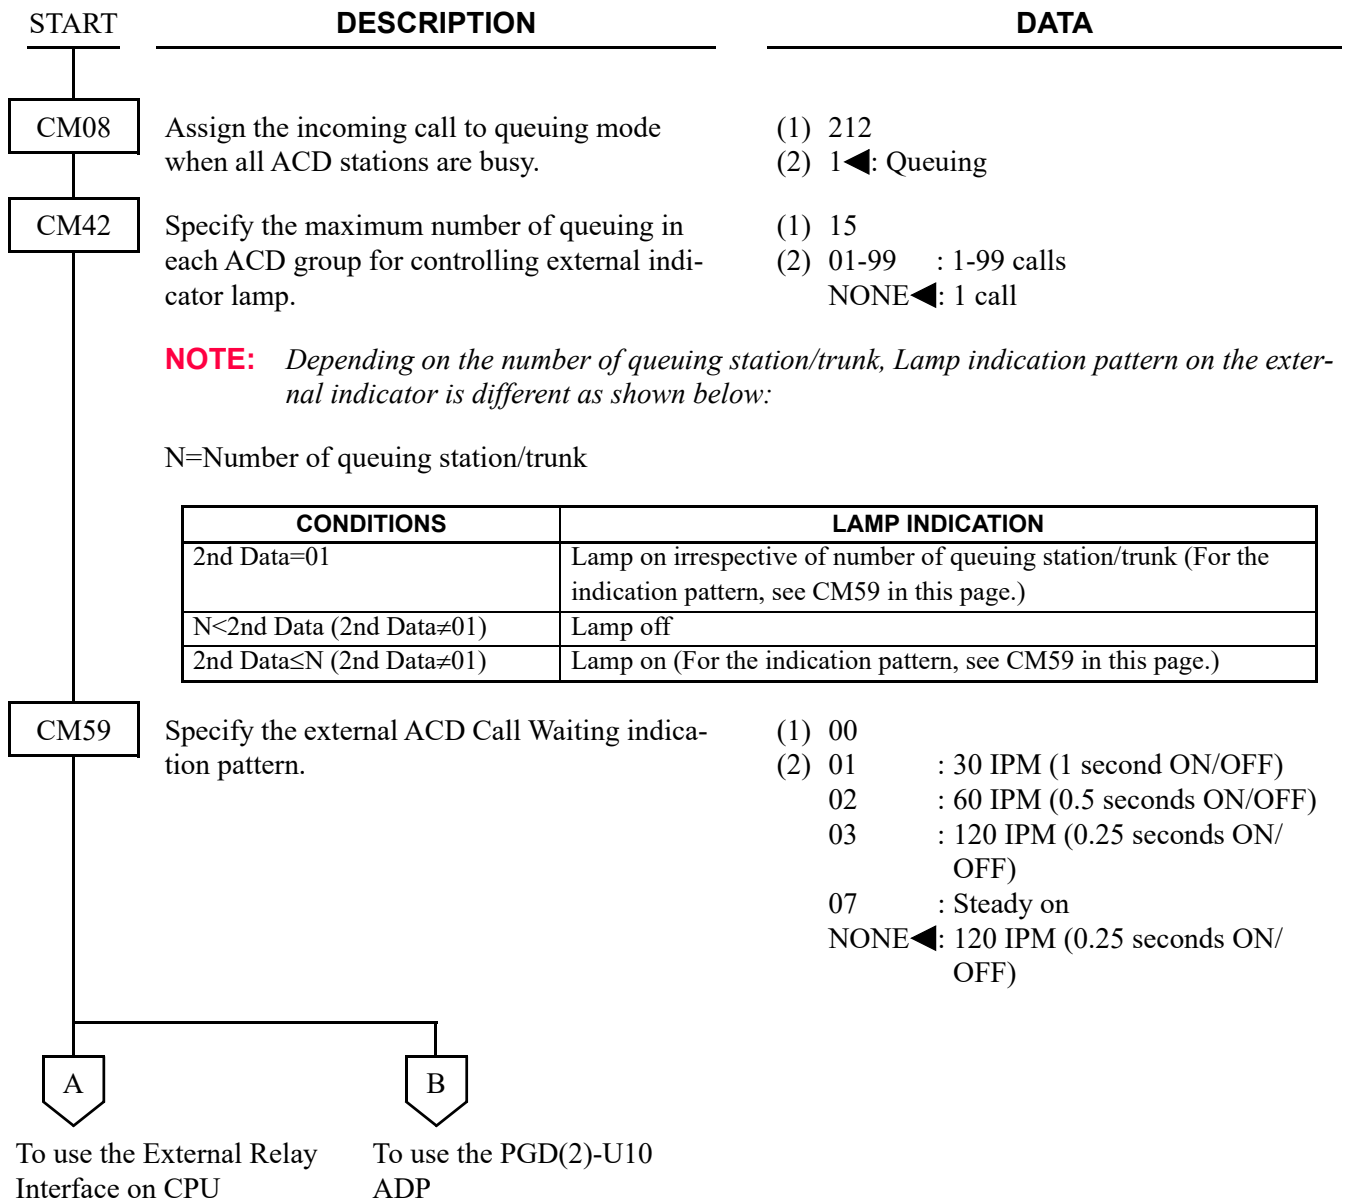 START DESCRIPTION DATA
CM08 Assign the incoming call to queuing mode (1) 212
when all ACD stations are busy. (2) 1◀: Queuing
CM42 Specify the maximum number of queuing in (1) 15
each ACD group for controlling external indi- (2) 01-99 : 1-99 calls
cator lamp. NONE◀: 1 call
NOTE: Depending on the number of queuing station/trunk, Lamp indication pattern on the exter-
nal indicator is different as shown below:
N=Number of queuing station/trunk
CONDITIONS LAMP INDICATION
2nd Data=01 Lamp on irrespective of number of queuing station/trunk (For the
indication pattern, see CM59 in this page.)
N<2nd Data (2nd Data≠01) Lamp off
2nd Data≤N (2nd Data≠01) Lamp on (For the indication pattern, see CM59 in this page.)
CM59 Specify the external ACD Call Waiting indica- (1) 00
tion pattern. (2) 01 : 30 IPM (1 second ON/OFF)
02 : 60 IPM (0.5 seconds ON/OFF)
03 : 120 IPM (0.25 seconds ON/
OFF)
07 : Steady on
NONE◀: 120 IPM (0.25 seconds ON/
OFF)
A B
To use the External Relay To use the PGD(2)-U10
Interface on CPU ADP